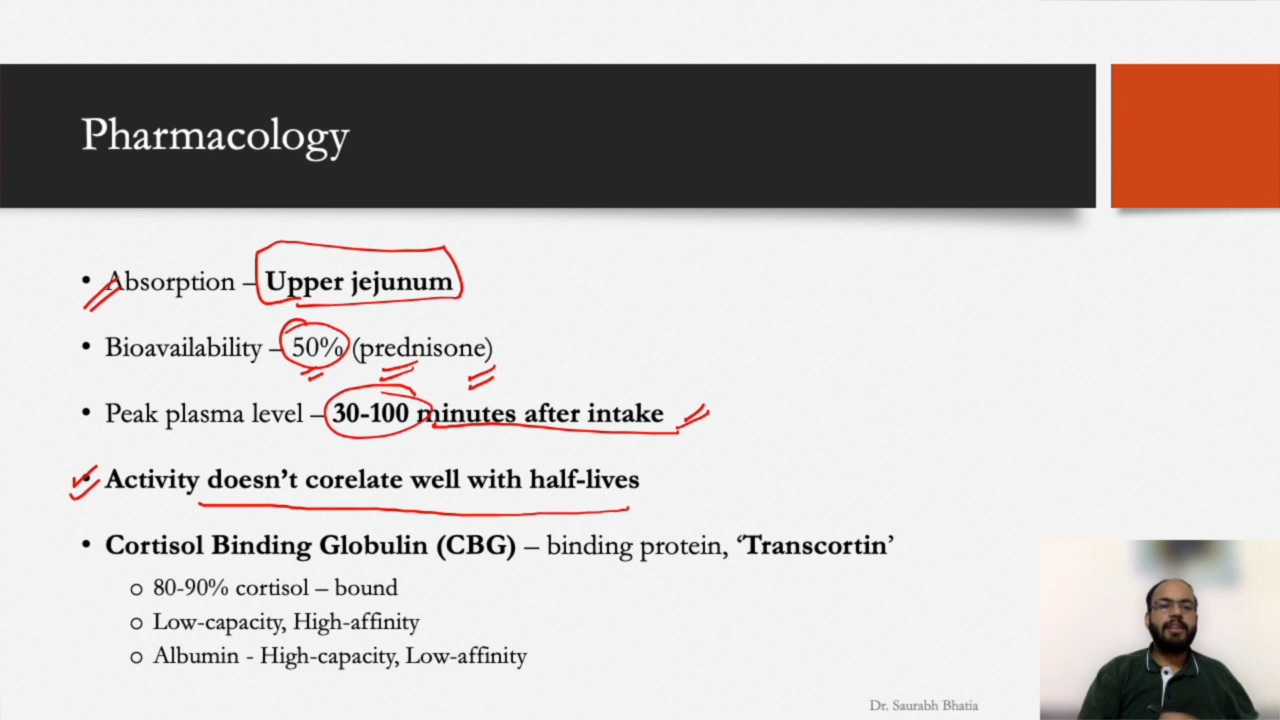 Pharmacology
• Absorption – Upper jejunum
• Bioavailability – 50% (prednisone)
• Peak plasma level – 30-100 minutes after intake
• Activity doesn’t corelate well with half-lives
• Cortisol Binding Globulin (CBG) – binding protein, ‘Transcortin’
o 80-90% cortisol – bound
o Low-capacity, High-affinity
o Albumin - High-capacity, Low-affinity
Dr. Saurabh Bhatia